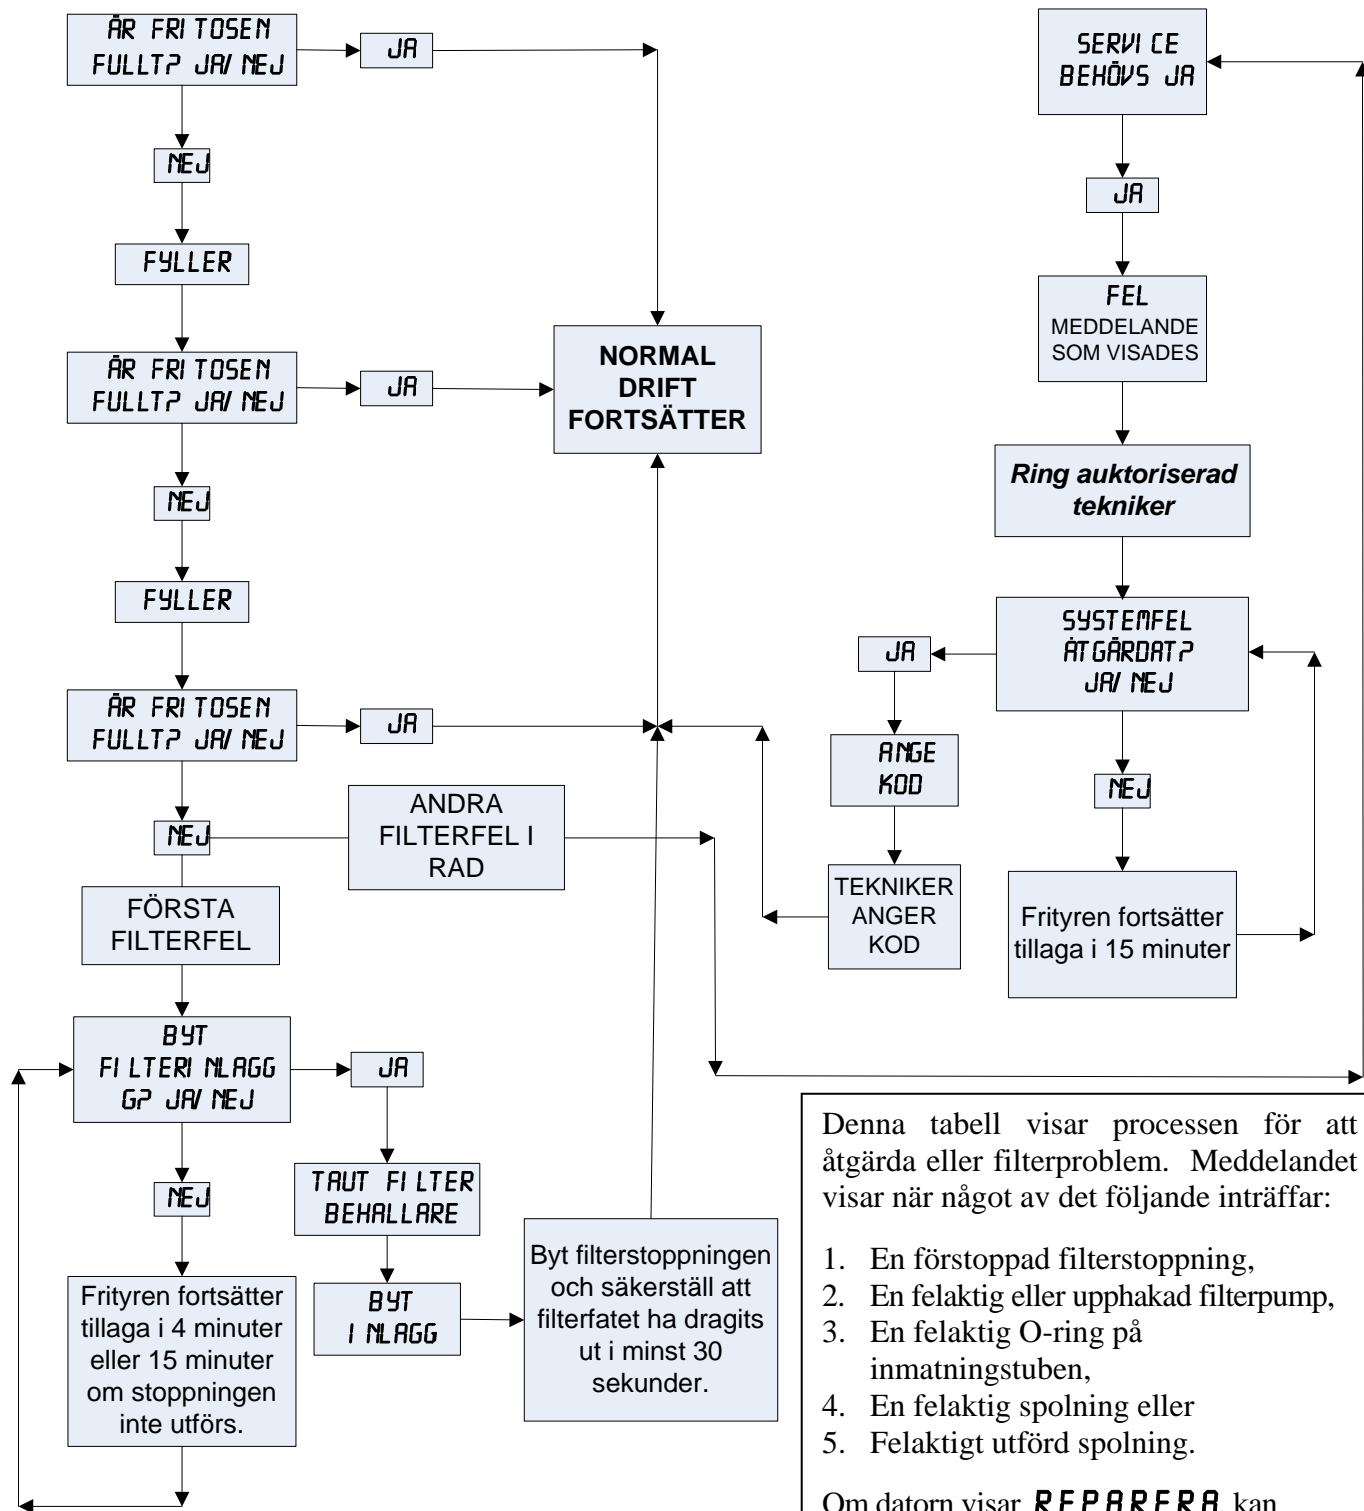 ÄR FRITOSEN
FULLT? JA/NEJ
JA
NEJ
FYLLER
ÄR FRITOSEN
FULLT? JA/NEJ
JA
NEJ
FYLLER
ÄR FRITOSEN
FULLT? JA/NEJ
JA
NEJ
ANDRA
FILTERFEL I
RAD
FÖRSTA
FILTERFEL
BYT
FILTERINLAGG
G? JA/NEJ
JA
NEJ
TAUT FILTER
BEHALLARE
BYT
INLAGG
Frityren fortsätter
tillaga i 4 minuter
eller 15 minuter
om stoppningen
inte utförs.
Byt filterstoppningen
och säkerställ att
filterfatet ha dragits
ut i minst 30
sekunder.
NORMAL
DRIFT
FORTSÄTTER
SERVICE
BEHÖVS JA
JA
FEL
MEDDELANDE
SOM VISADES
Ring auktoriserad
tekniker
SYSTEMFEL
ÅTGÄRDAT?
JA/NEJ
JA
ANGE
KOD
TEKNIKER
ANGER
KOD
NEJ
Frityren fortsätter
tillaga i 15 minuter
Denna tabell visar processen för att
åtgärda eller filterproblem. Meddelandet
visar när något av det följande inträffar:
1. En förstoppad filterstoppning,
2. En felaktig eller upphakad filterpump,
3. En felaktig O-ring på
inmatningstuben,
4. En felaktig spolning eller
5. Felaktigt utförd spolning.
Om datorn visar REPARERA, kan